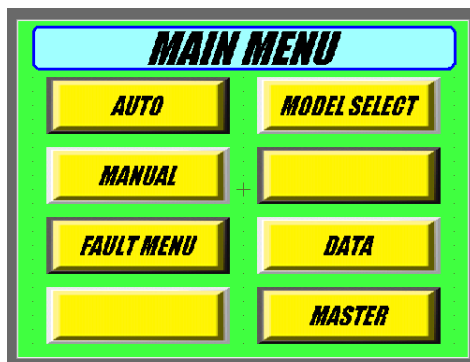 MAIN MENU
AUTO
MODEL SELECT
MANUAL
FAULT MENU
DATA
MASTER